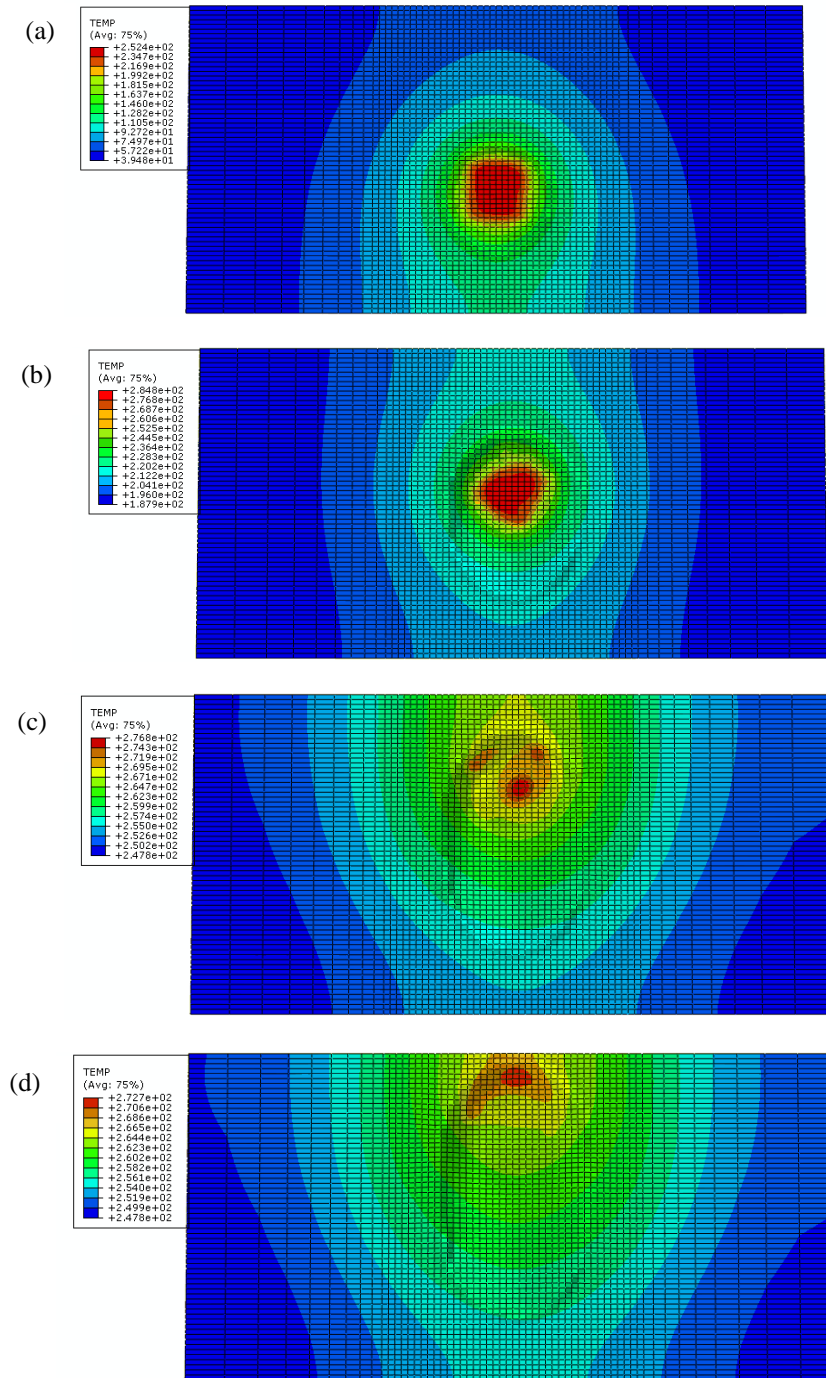 (a)
TEMP
(Avg: 75%)
+2.524e+02
+2.347e+02
+2.169e+02
+1.992e+02
+1.815e+02
+1.637e+02
+1.460e+02
+1.282e+02
+1.105e+02
+9.272e+01
+7.497e+01
+5.722e+01
+3.948e+01
(b)
TEMP
(Avg: 75%)
+2.848e+02
+2.768e+02
+2.687e+02
+2.606e+02
+2.525e+02
+2.445e+02
+2.364e+02
+2.283e+02
+2.202e+02
+2.122e+02
+2.041e+02
+1.960e+02
+1.879e+02
(c)
TEMP
(Avg: 75%)
+2.768e+02
+2.743e+02
+2.719e+02
+2.695e+02
+2.671e+02
+2.647e+02
+2.623e+02
+2.599e+02
+2.574e+02
+2.550e+02
+2.526e+02
+2.502e+02
+2.478e+02
(d)
TEMP
(Avg: 75%)
+2.727e+02
+2.706e+02
+2.686e+02
+2.665e+02
+2.644e+02
+2.623e+02
+2.602e+02
+2.582e+02
+2.561e+02
+2.540e+02
+2.519e+02
+2.499e+02
+2.478e+02